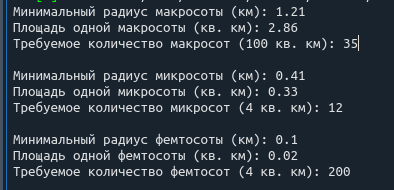 Минимальный радиус макросоты (км): 1.21
Площадь одной макросоты (кв. км): 2.86
Требуемое количество макросот (100 кв. км): 35
Минимальный радиус микросоты (км): 0.41
Площадь одной микросоты (кв. км): 0.33
Требуемое количество микросот (4 кв. км): 12
Минимальный радиус фемтосоты (км): 0.1
Площадь одной фемтосоты (кв. км): 0.02
Требуемое количество фемтосот (4 кв. км): 200